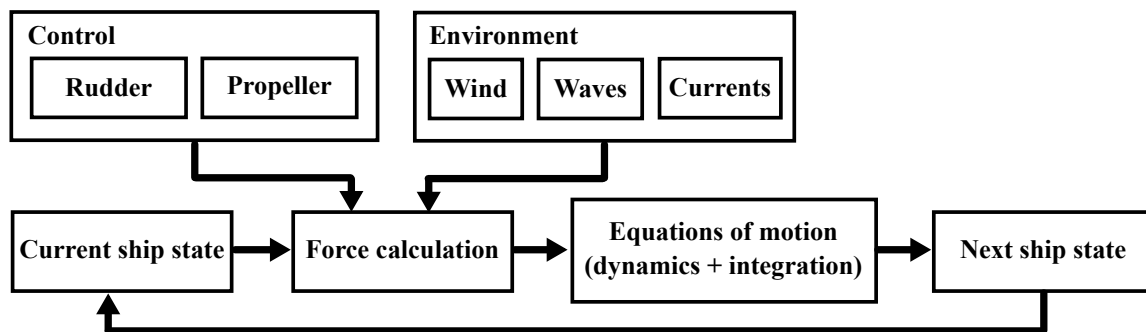 Control
Rudder
Propeller
Environment
Wind
Waves
Currents
Current ship state
Force calculation
Equations of motion
(dynamics + integration)
Next ship state